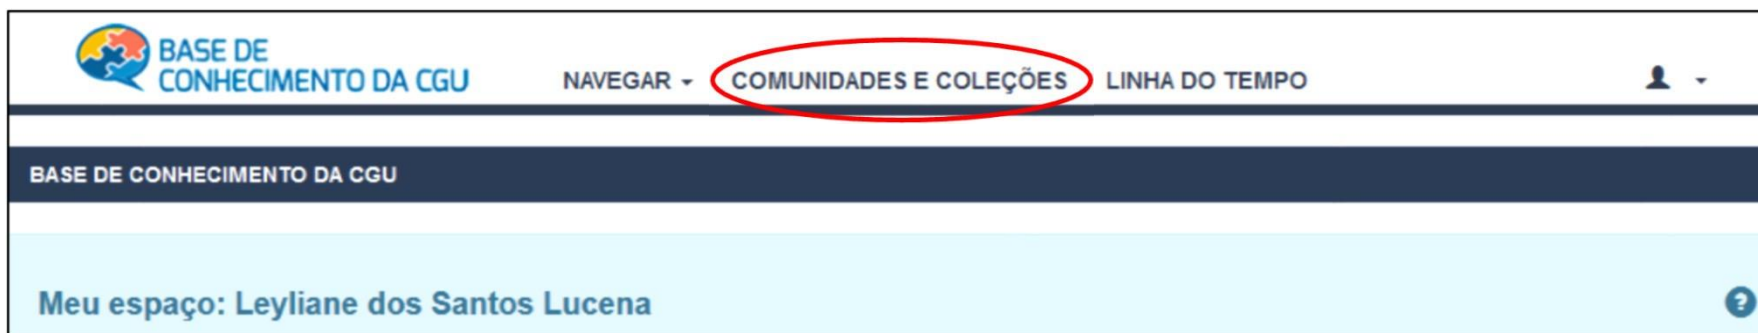 BASE DE
CONHECIMENTO DA CGU
NAVEGAR COMUNIDADES E COLEÇÕES LINHA DO TEMPO
BASE DE CONHECIMENTO DA CGU
Meu espaço: Leyliane dos Santos Lucena ?